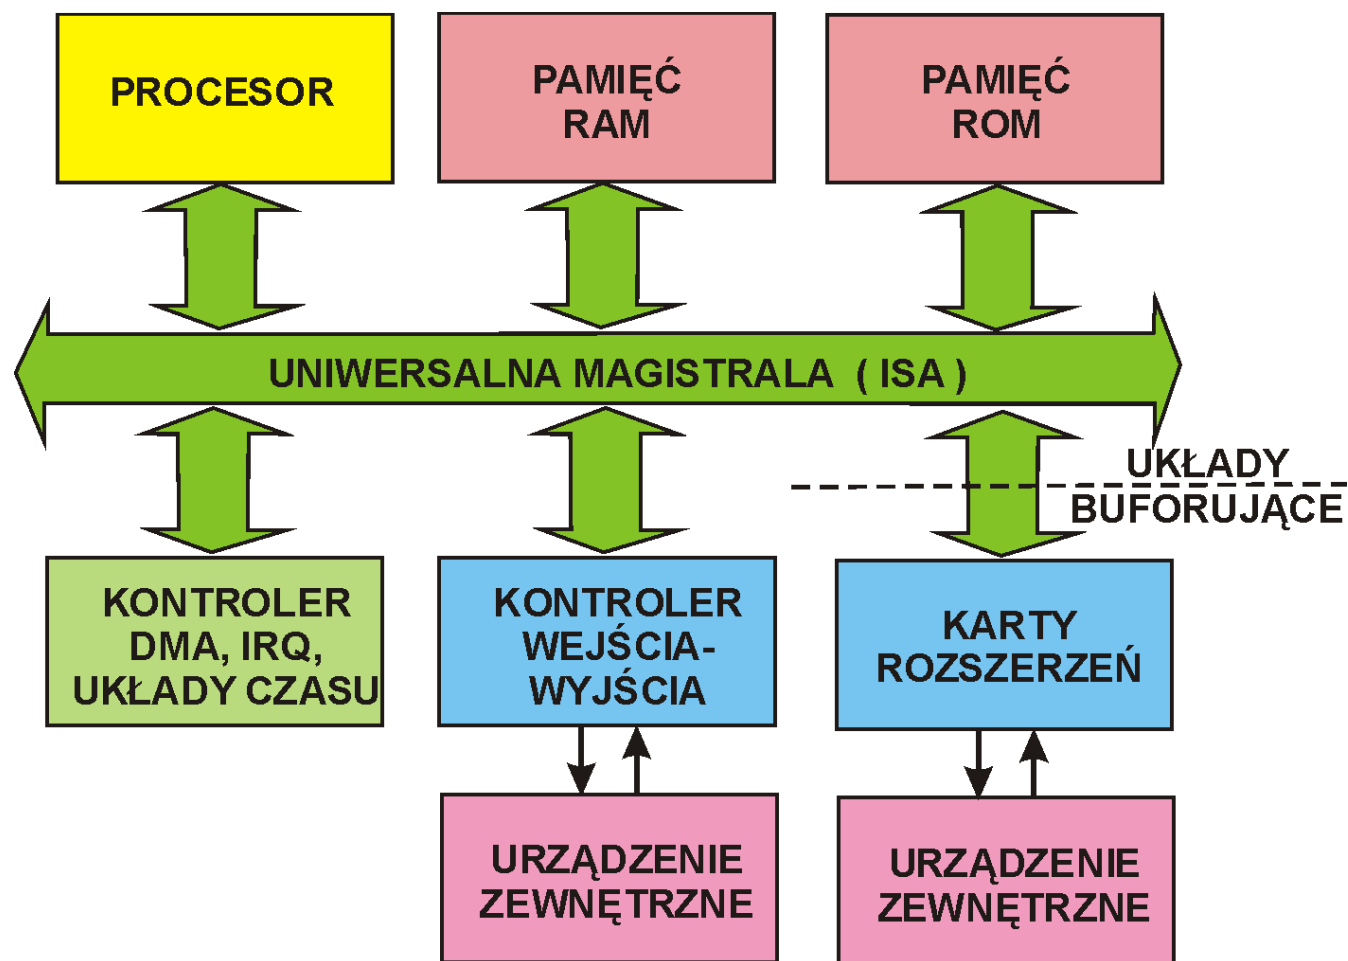 PROCESOR
PAMIĘĆ
RAM
PAMIĘĆ
ROM
UNIWERSALNA MAGISTRALA ( ISA )
UKŁADY
BUFORUJĄCE
KONTROLER
DMA, IRQ,
UKŁADY CZASU
KONTROLER
WEJŚCIA-
WYJŚCIA
KARTY
ROZSZERZEŃ
URZĄDZENIE
ZEWNĘTRZNE
URZĄDZENIE
ZEWNĘTRZNE